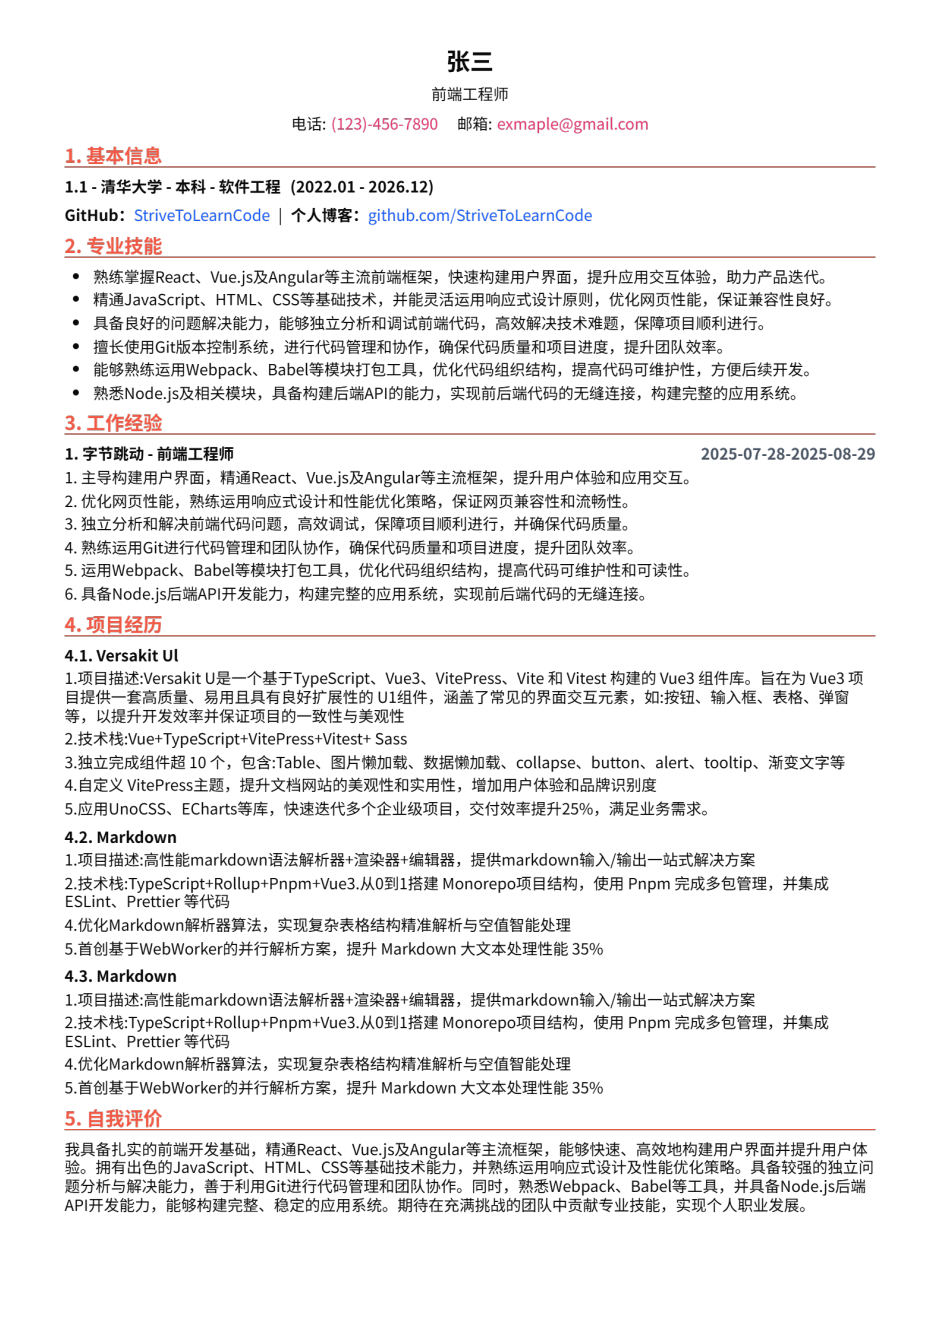 张三
前端工程师
电话: (123)-456-7890 邮箱: exmaple@gmail.com
1. 基本信息
1.1 - 清华大学 - 本科 - 软件工程 (2022.01 - 2026.12)
GitHub：StriveToLearnCode | 个人博客：github.com/StriveToLearnCode
2. 专业技能
• 熟练掌握React、Vue.js及Angular等主流前端框架，快速构建用户界面，提升应用交互体验，助力产品迭代。
• 精通JavaScript、HTML、CSS等基础技术，并能灵活运用响应式设计原则，优化网页性能，保证兼容性良好。
• 具备良好的问题解决能力，能够独立分析和调试前端代码，高效解决技术难题，保障项目顺利进行。
• 擅长使用Git版本控制系统，进行代码管理和协作，确保代码质量和项目进度，提升团队效率。
• 能够熟练运用Webpack、Babel等模块打包工具，优化代码组织结构，提高代码可维护性，方便后续开发。
• 熟悉Node.js及相关模块，具备构建后端API的能力，实现前后端代码的无缝连接，构建完整的应用系统。
3. 工作经验
1. 字节跳动 - 前端工程师 2025-07-28-2025-08-29
1. 主导构建用户界面，精通React、Vue.js及Angular等主流框架，提升用户体验和应用交互。
2. 优化网页性能，熟练运用响应式设计和性能优化策略，保证网页兼容性和流畅性。
3. 独立分析和解决前端代码问题，高效调试，保障项目顺利进行，并确保代码质量。
4. 熟练运用Git进行代码管理和团队协作，确保代码质量和项目进度，提升团队效率。
5. 运用Webpack、Babel等模块打包工具，优化代码组织结构，提高代码可维护性和可读性。
6. 具备Node.js后端API开发能力，构建完整的应用系统，实现前后端代码的无缝连接。
4. 项目经历
4.1. Versakit Ul
1.项目描述:Versakit U是一个基于TypeScript、Vue3、VitePress、Vite 和 Vitest 构建的 Vue3 组件库。旨在为 Vue3 项
目提供一套高质量、易用且具有良好扩展性的 U1组件，涵盖了常见的界面交互元素，如:按钮、输入框、表格、弹窗
等，以提升开发效率并保证项目的一致性与美观性
2.技术栈:Vue+TypeScript+VitePress+Vitest+ Sass
3.独立完成组件超 10 个，包含:Table、图片懒加载、数据懒加载、collapse、button、alert、tooltip、渐变文字等
4.自定义 VitePress主题，提升文档网站的美观性和实用性，增加用户体验和品牌识别度
5.应用UnoCSS、ECharts等库，快速迭代多个企业级项目，交付效率提升25%，满足业务需求。
4.2. Markdown
1.项目描述:高性能markdown语法解析器+渲染器+编辑器，提供markdown输入/输出一站式解决方案
2.技术栈:TypeScript+Rollup+Pnpm+Vue3.从0到1搭建 Monorepo项目结构，使用 Pnpm 完成多包管理，并集成
ESLint、Prettier 等代码
4.优化Markdown解析器算法，实现复杂表格结构精准解析与空值智能处理
5.首创基于WebWorker的并行解析方案，提升 Markdown 大文本处理性能 35%
4.3. Markdown
1.项目描述:高性能markdown语法解析器+渲染器+编辑器，提供markdown输入/输出一站式解决方案
2.技术栈:TypeScript+Rollup+Pnpm+Vue3.从0到1搭建 Monorepo项目结构，使用 Pnpm 完成多包管理，并集成
ESLint、Prettier 等代码
4.优化Markdown解析器算法，实现复杂表格结构精准解析与空值智能处理
5.首创基于WebWorker的并行解析方案，提升 Markdown 大文本处理性能 35%
5. 自我评价
我具备扎实的前端开发基础，精通React、Vue.js及Angular等主流框架，能够快速、高效地构建用户界面并提升用户体
验。拥有出色的JavaScript、HTML、CSS等基础技术能力，并熟练运用响应式设计及性能优化策略。具备较强的独立问
题分析与解决能力，善于利用Git进行代码管理和团队协作。同时，熟悉Webpack、Babel等工具，并具备Node.js后端
API开发能力，能够构建完整、稳定的应用系统。期待在充满挑战的团队中贡献专业技能，实现个人职业发展。